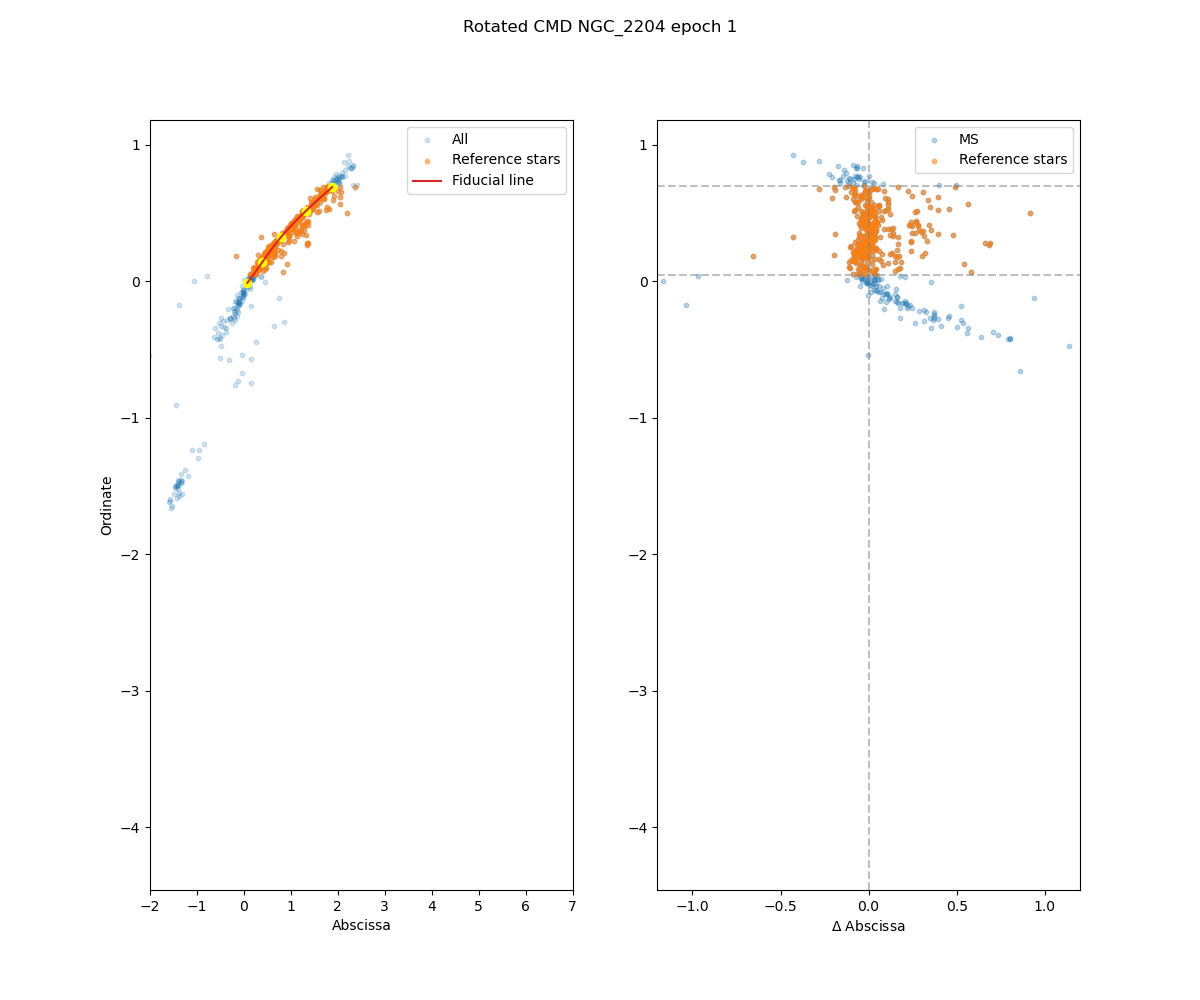 Rotated CMD NGC_2204 epoch 1
All
Reference stars
Fiducial line
1
0
−1
−2
−3
−4
Ordinate
−2 −1 0 1 2 3 4 5 6 7
Abscissa
MS
Reference stars
1
0
−1
−2
−3
−4
−1.0 −0.5 0.0 0.5 1.0
Δ Abscissa